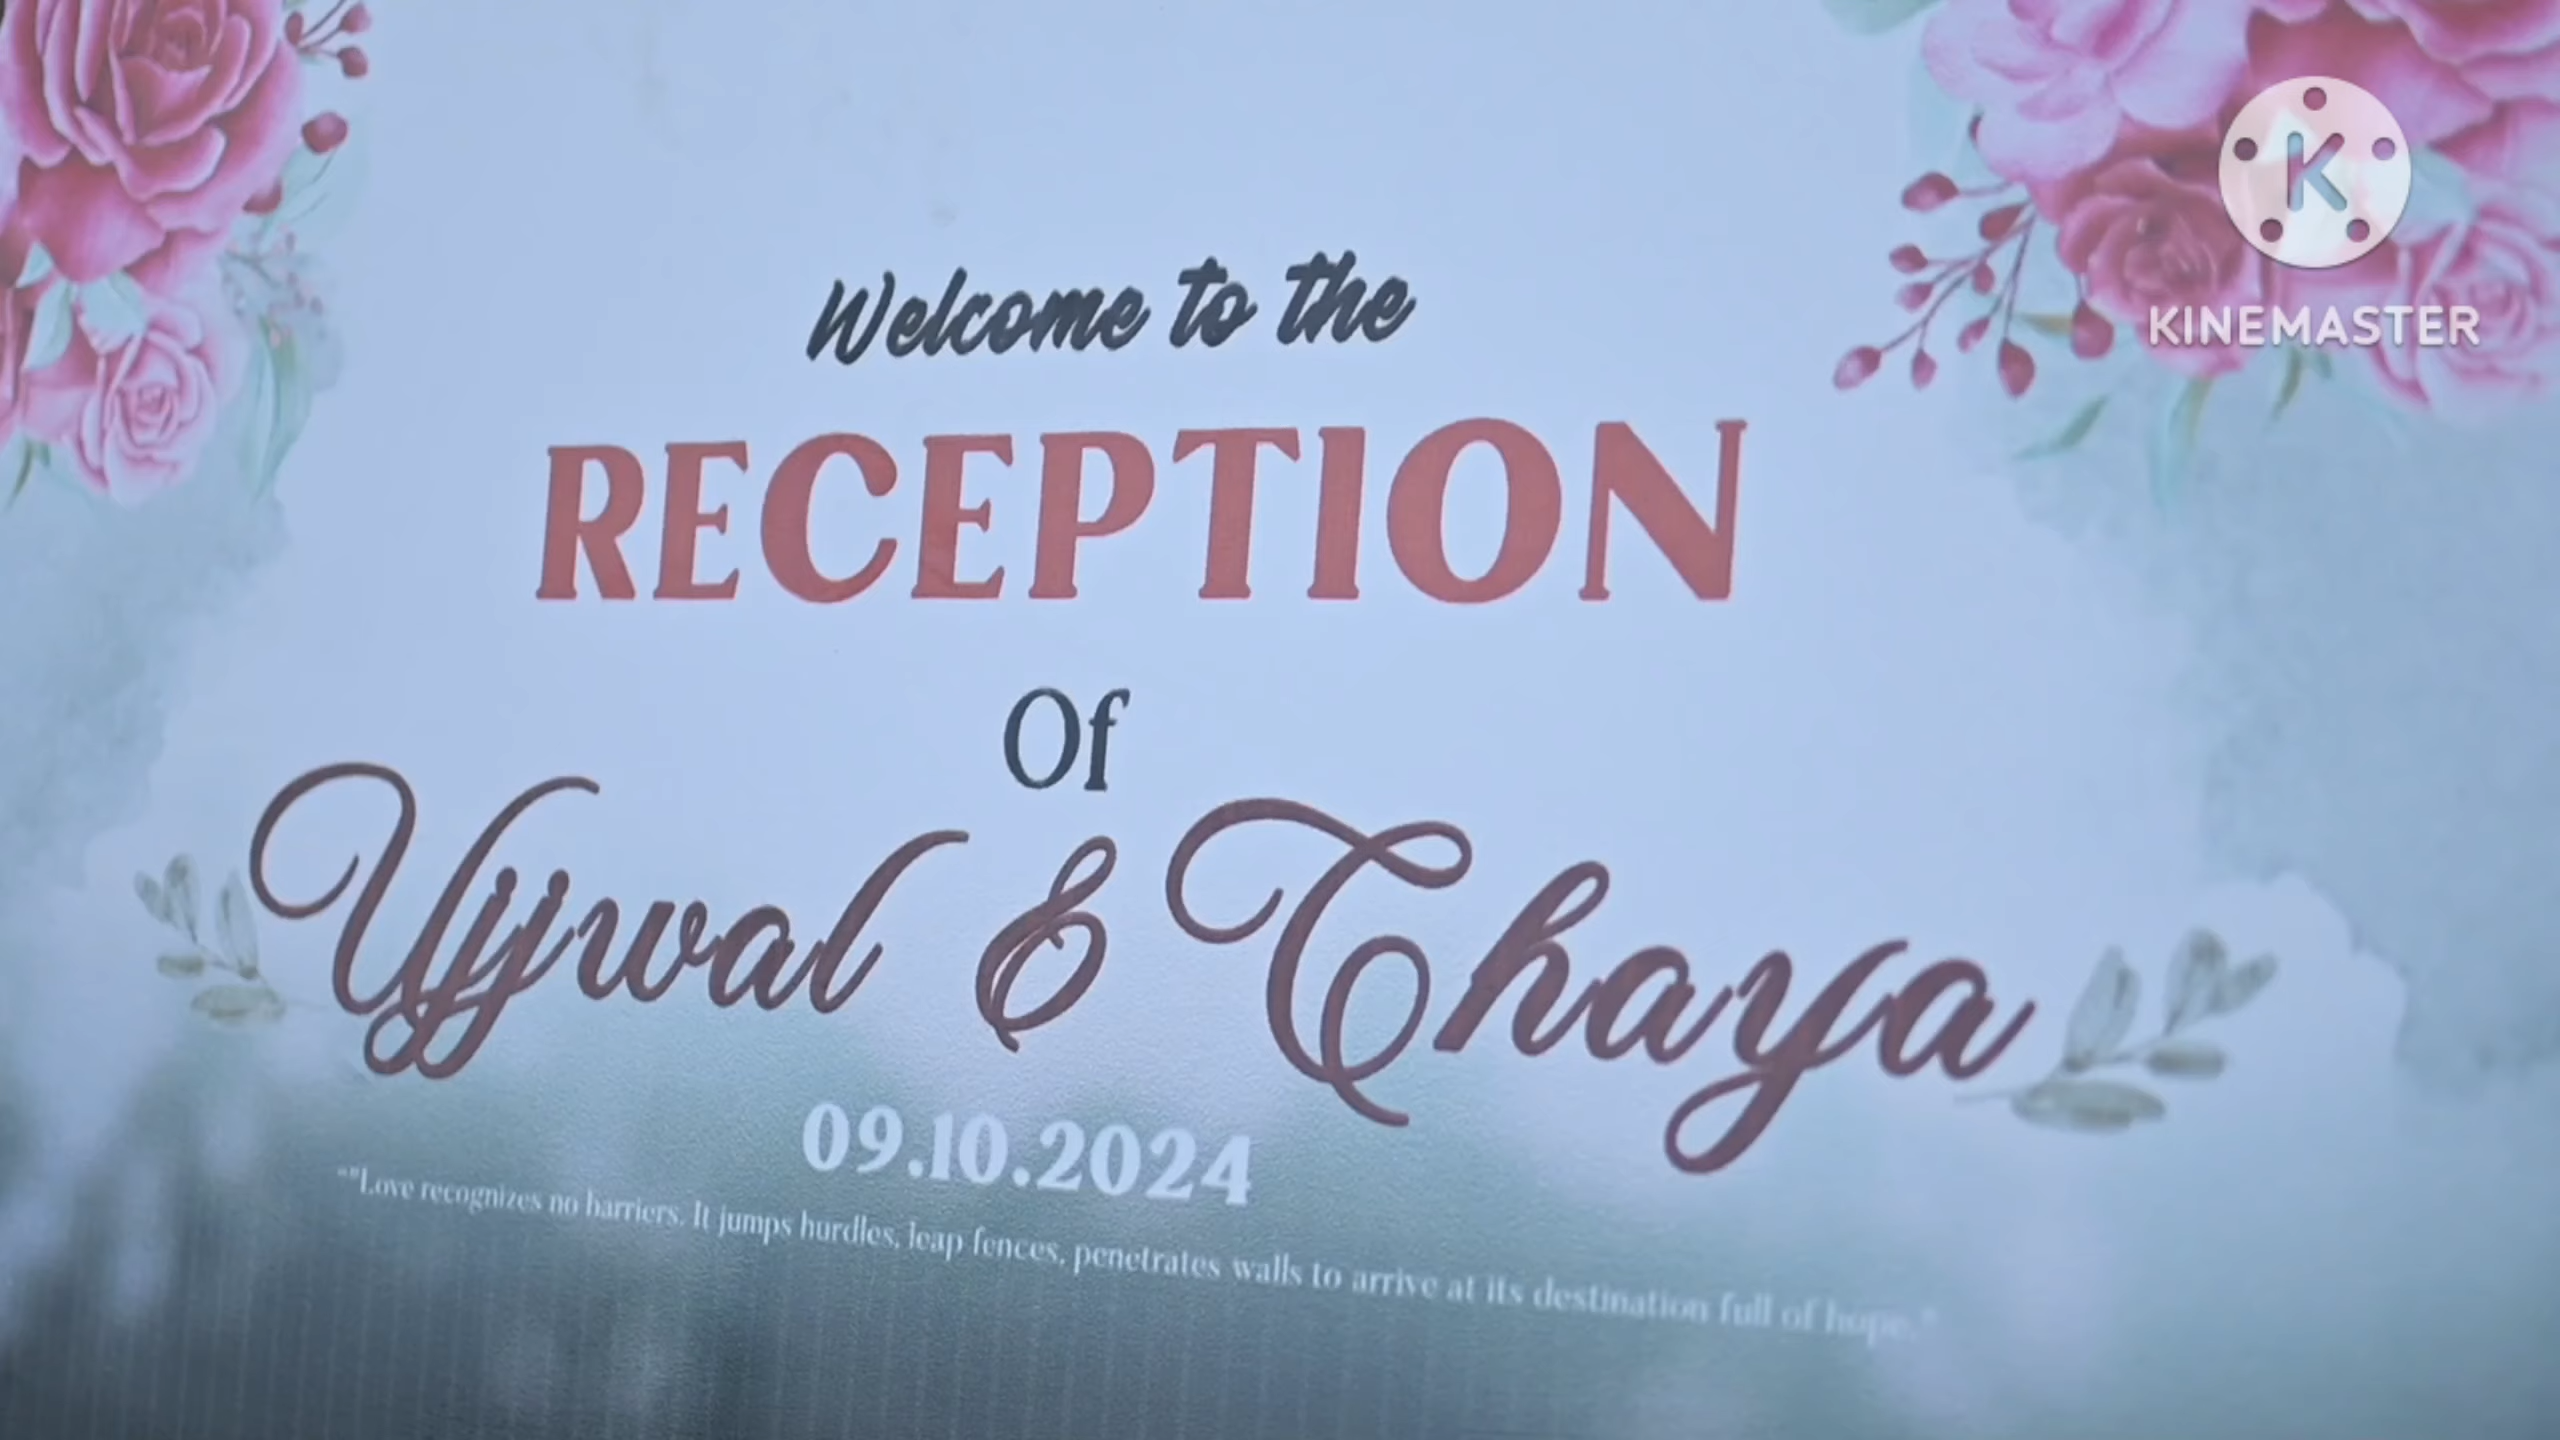 Welcome to the
RECEPTION
Of
Ujjwal & Chaya
09.10.2024
""Love recognizes no barriers. It jumps hurdles, leap fences, penetrates walls to arrive at its destination full of hope."
K
KINEMASTER